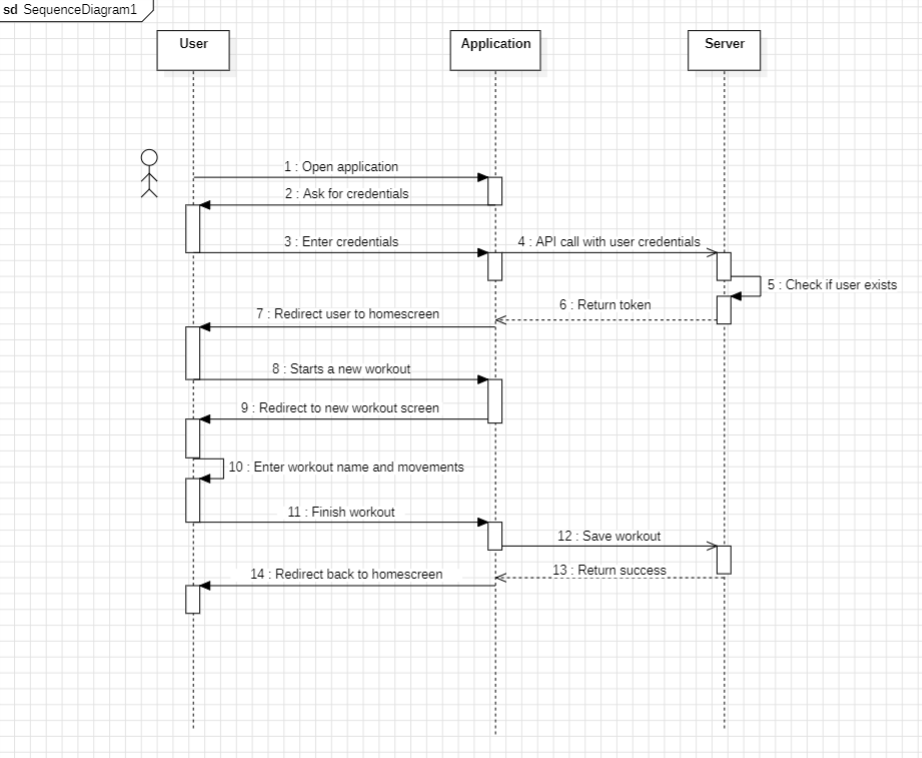 sd SequenceDiagram1
User
Application
Server
1 : Open application
2 : Ask for credentials
3 : Enter credentials
4 : API call with user credentials
5 : Check if user exists
6 : Return token
7 : Redirect user to homescreen
8 : Starts a new workout
9 : Redirect to new workout screen
10 : Enter workout name and movements
11 : Finish workout
12 : Save workout
13 : Return success
14 : Redirect back to homescreen